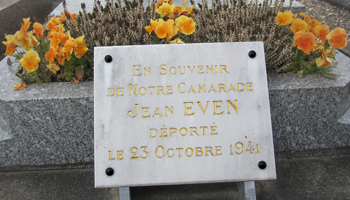 EN SOUVENIR
DE NOTRE CAMARADE
JEAN EVEN
DÉPORTÉ
LE 23 OCTOBRE 1941